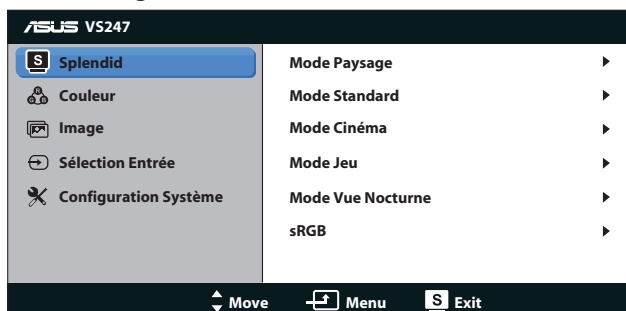 ASUS VS247
S Splendid
Couleur
Image
Sélection Entrée
Configuration Système
Mode Paysage
Mode Standard
Mode Cinéma
Mode Jeu
Mode Vue Nocturne
sRGB
Move Menu S Exit